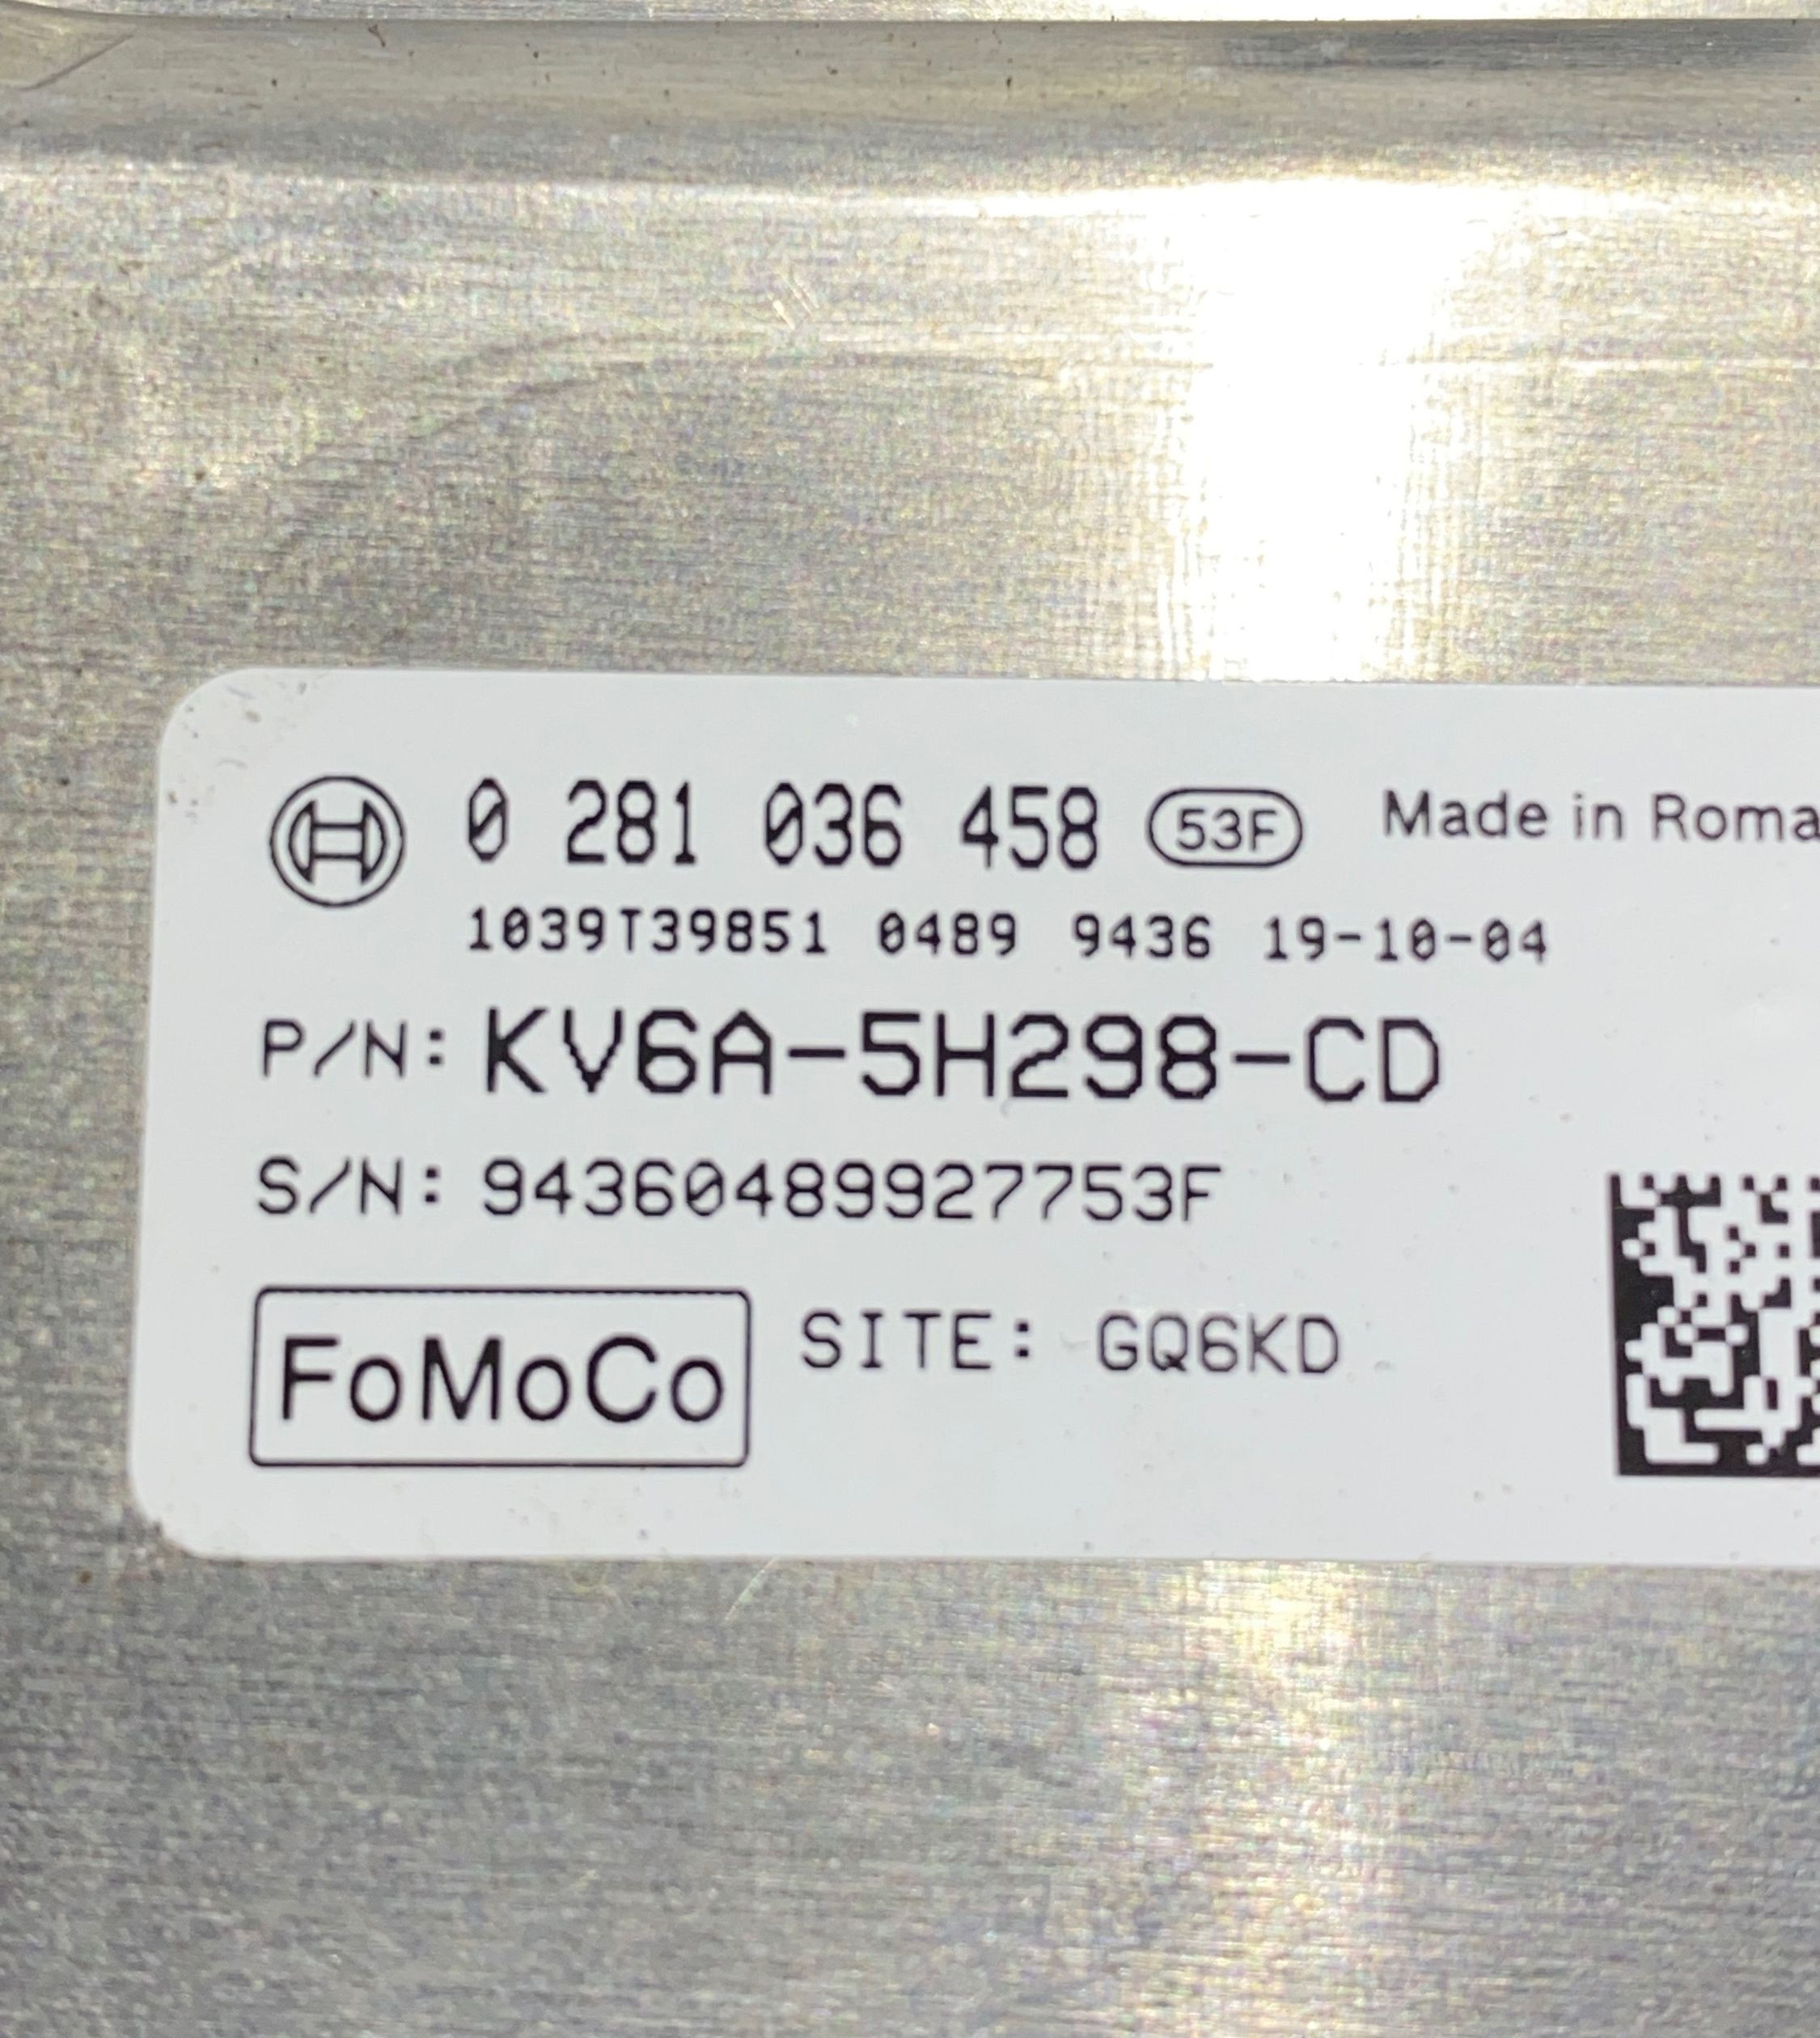 0 281 036 458 53F Made in Roma
1039T39851 0489 9436 19-10-04
P/N: KV6A-5H298-CD
S/N: 94360489927753F
FoMoCo SITE: GQ6KD